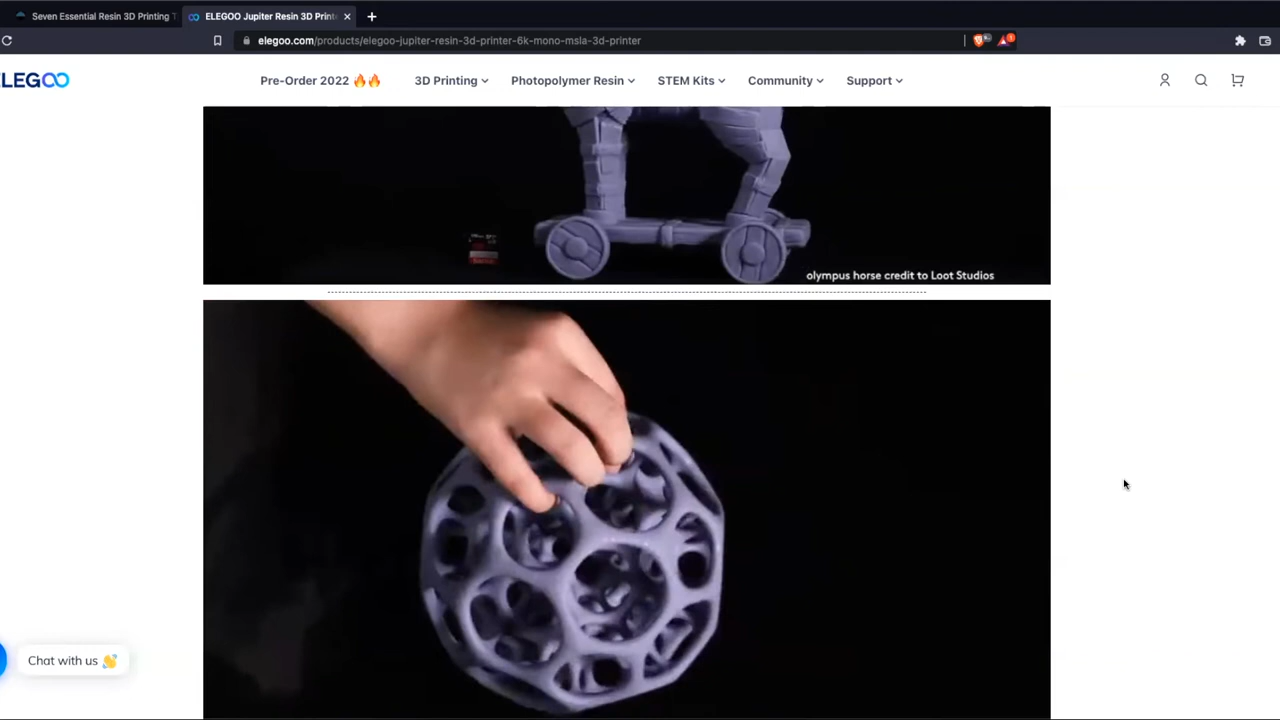 Seven Essential Resin 3D Printing T
ELEGOO Jupiter Resin 3D Print
elegoo.com/products/elegoo-jupiter-resin-3d-printer-6k-mono-msla-3d-printer
ELEGOO
Pre-Order 2022 🔥🔥
3D Printing
Photopolymer Resin
STEM Kits
Community
Support
olympus horse credit to Loot Studios
Chat with us 👋